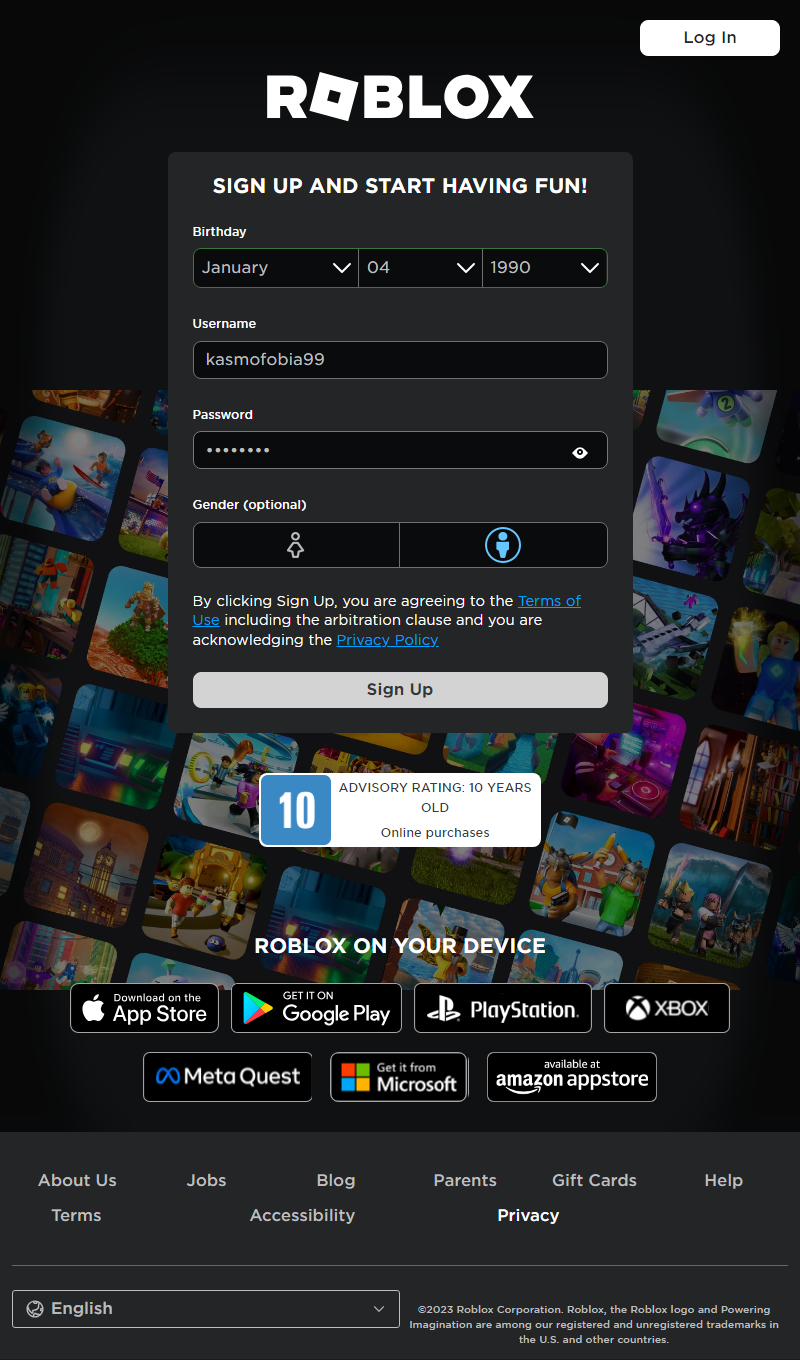 Log In
ROBLOX
SIGN UP AND START HAVING FUN!
Birthday
January 04 1990
Username
kasmofobia99
Password
••••••••
Gender (optional)
By clicking Sign Up, you are agreeing to the Terms of
Use including the arbitration clause and you are
acknowledging the Privacy Policy
Sign Up
10
ADVISORY RATING: 10 YEARS
OLD
Online purchases
ROBLOX ON YOUR DEVICE
Download on the
App Store
GET IT ON
Google Play
PlayStation.
XBOX
Meta Quest
Get it from
Microsoft
available at
amazon appstore
About Us Jobs Blog Parents Gift Cards Help
Terms Accessibility Privacy
English
©2023 Roblox Corporation. Roblox, the Roblox logo and Powering
Imagination are among our registered and unregistered trademarks in
the U.S. and other countries.